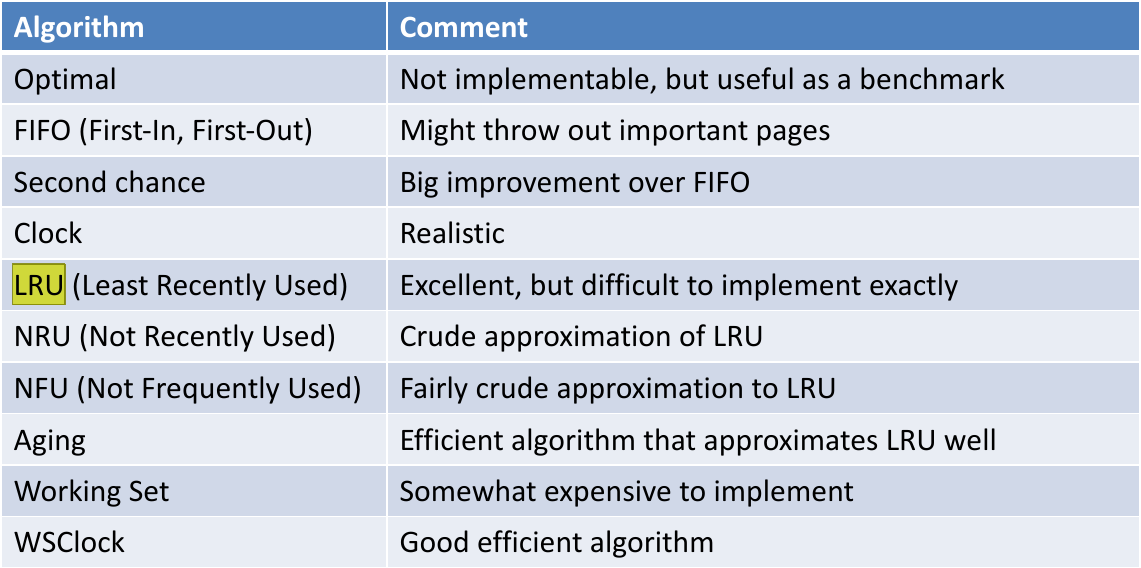 Algorithm Comment
Optimal Not implementable, but useful as a benchmark
FIFO (First-In, First-Out) Might throw out important pages
Second chance Big improvement over FIFO
Clock Realistic
LRU (Least Recently Used) Excellent, but difficult to implement exactly
NRU (Not Recently Used) Crude approximation of LRU
NFU (Not Frequently Used) Fairly crude approximation to LRU
Aging Efficient algorithm that approximates LRU well
Working Set Somewhat expensive to implement
WSClock Good efficient algorithm